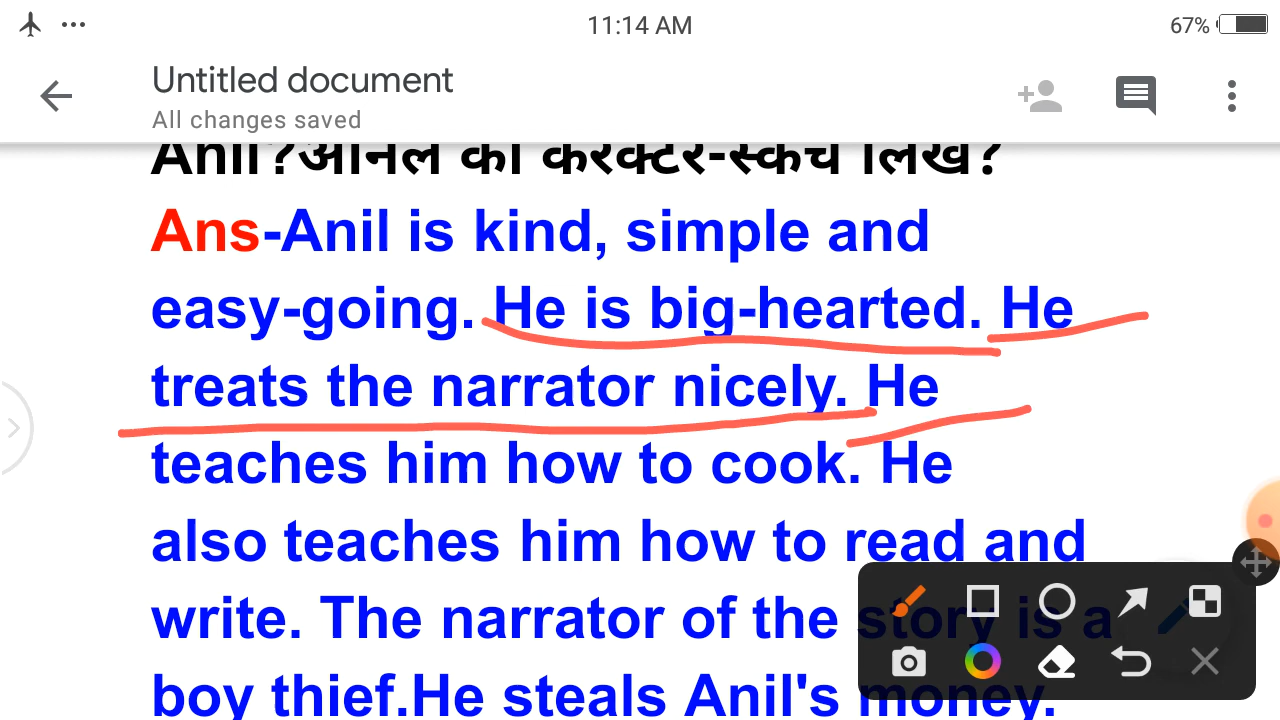 11:14 AM
67%
Untitled document
All changes saved
Anil?अनिल का करेक्टर-स्केच लिखें?
Ans-Anil is kind, simple and
easy-going. He is big-hearted. He
treats the narrator nicely. He
teaches him how to cook. He
also teaches him how to read and
write. The narrator of the story is a
boy thief.He steals Anil's money.